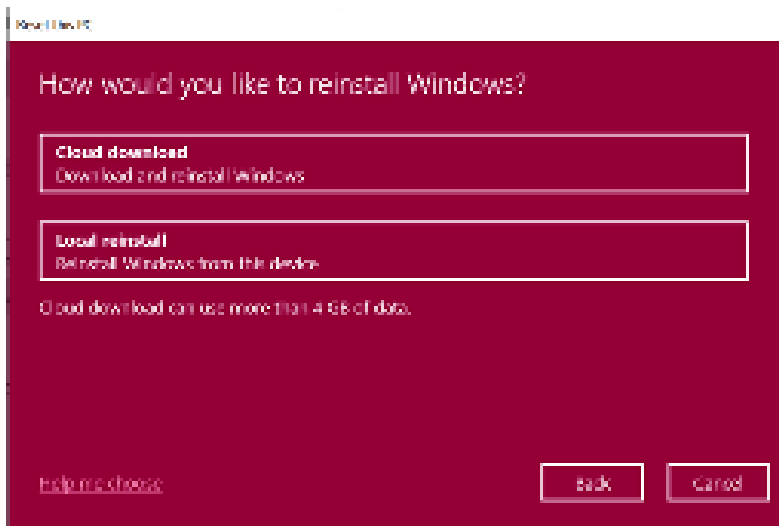 Reset this PC
How would you like to reinstall Windows?
Cloud download
Download and reinstall Windows
Local reinstall
Reinstall Windows from this device
Cloud download can use more than 4 GB of data.
Help me choose
Back
Cancel